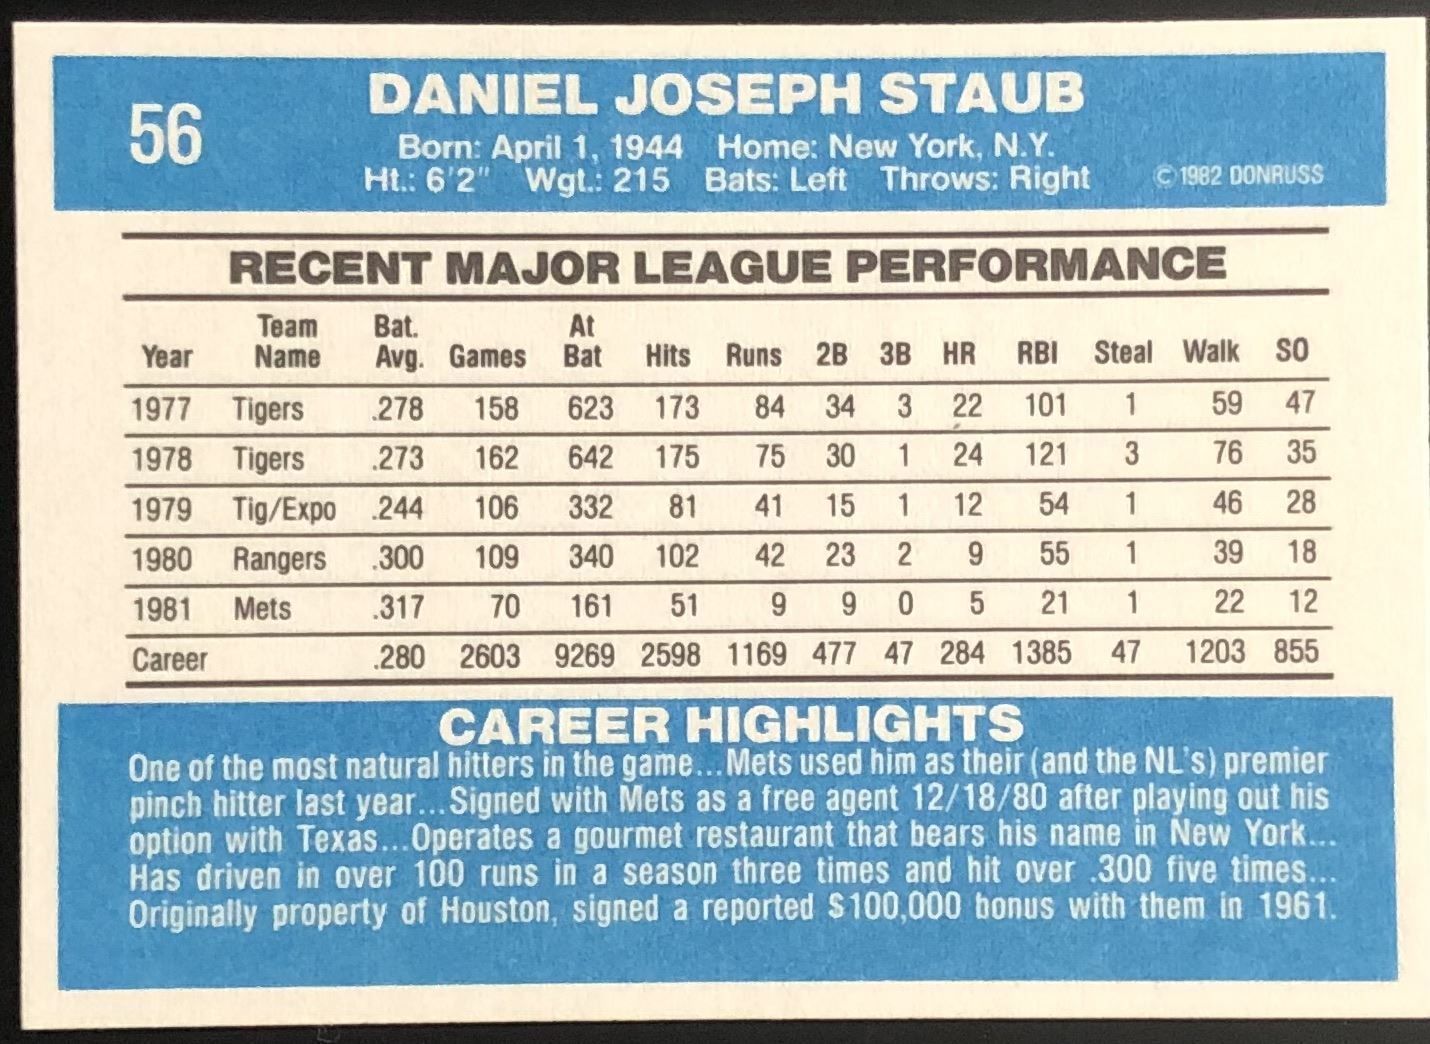 56
DANIEL JOSEPH STAUB
Born: April 1, 1944 Home: New York, N.Y.
Ht.: 6'2" Wgt.: 215 Bats: Left Throws: Right
© 1982 DONRUSS
RECENT MAJOR LEAGUE PERFORMANCE
Year Team Name Bat. Avg. Games At Bat Hits Runs 2B 3B HR RBI Steal Walk SO
1977 Tigers .278 158 623 173 84 34 3 22 101 1 59 47
1978 Tigers .273 162 642 175 75 30 1 24 121 3 76 35
1979 Tig/Expo .244 106 332 81 41 15 1 12 54 1 46 28
1980 Rangers .300 109 340 102 42 23 2 9 55 1 39 18
1981 Mets .317 70 161 51 9 9 0 5 21 1 22 12
Career .280 2603 9269 2598 1169 477 47 284 1385 47 1203 855
CAREER HIGHLIGHTS
One of the most natural hitters in the game...Mets used him as their (and the NL's) premier
pinch hitter last year...Signed with Mets as a free agent 12/18/80 after playing out his
option with Texas...Operates a gourmet restaurant that bears his name in New York...
Has driven in over 100 runs in a season three times and hit over .300 five times...
Originally property of Houston, signed a reported $100,000 bonus with them in 1961.